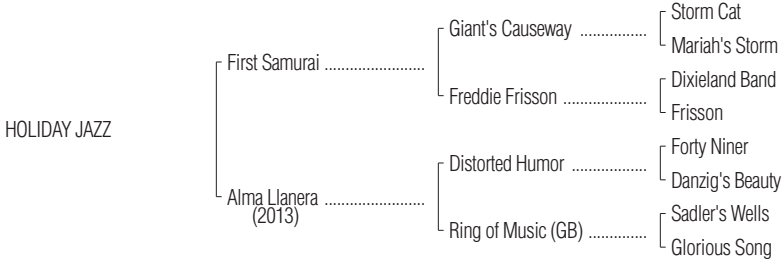 Storm Cat
Giant's Causeway ................
Mariah's Storm
First Samurai ........................
Dixieland Band
Freddie Frisson ....................
Frisson
HOLIDAY JAZZ
Forty Niner
Distorted Humor ..................
Danzig's Beauty
Alma Llanera ........................
(2013)
Sadler's Wells
Ring of Music (GB) ..............
Glorious Song